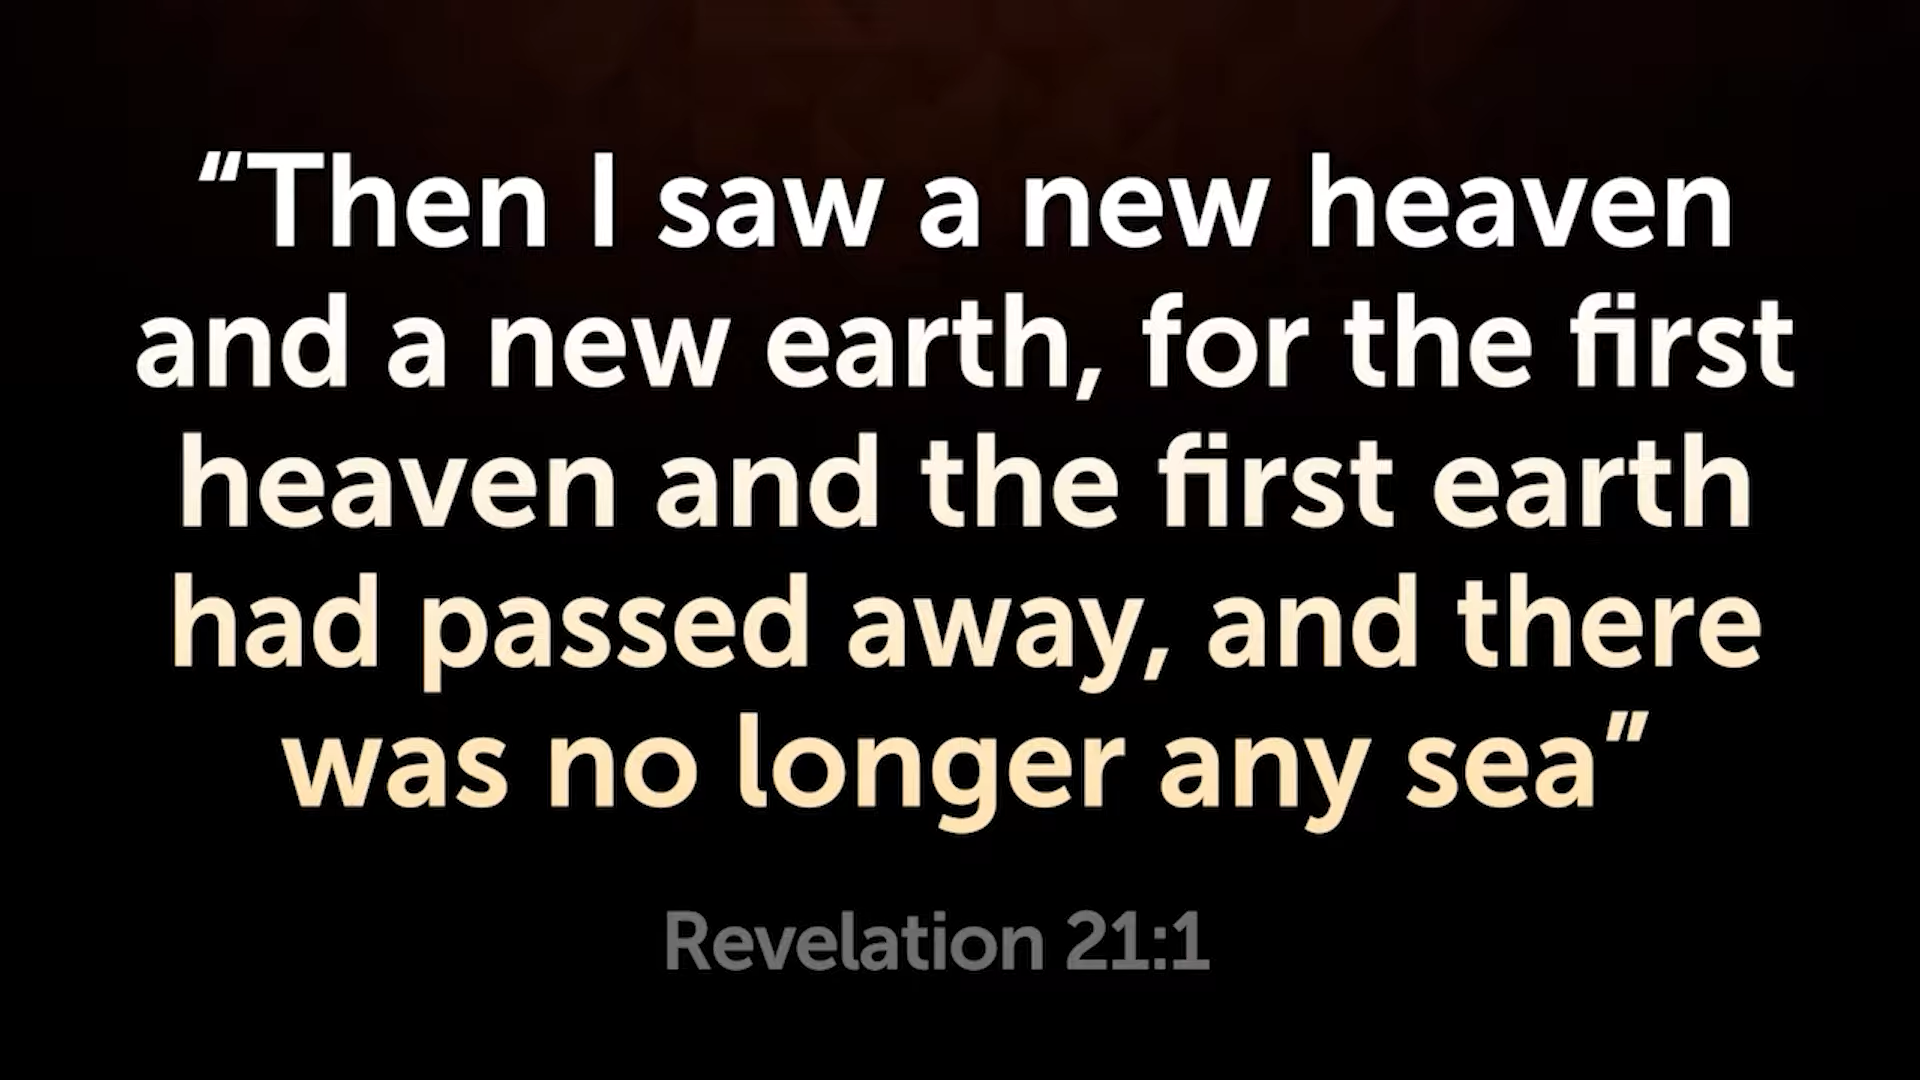 “Then I saw a new heaven
and a new earth, for the first
heaven and the first earth
had passed away, and there
was no longer any sea”
Revelation 21:1